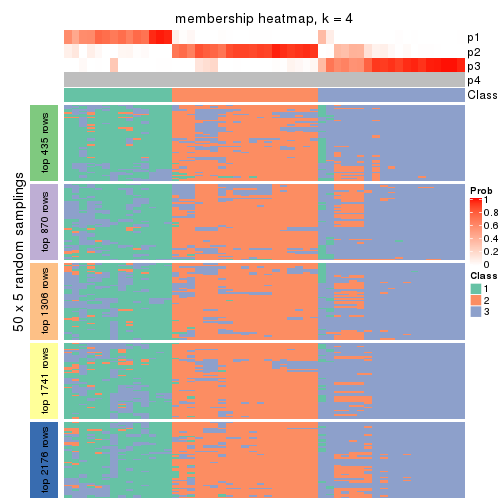 membership heatmap, k = 4
p1
p2
p3
p4
Class
50 x 5 random samplings
top 435 rows
top 870 rows
top 1306 rows
top 1741 rows
top 2176 rows
Prob
1
0.8
0.6
0.4
0.2
0
Class
1
2
3